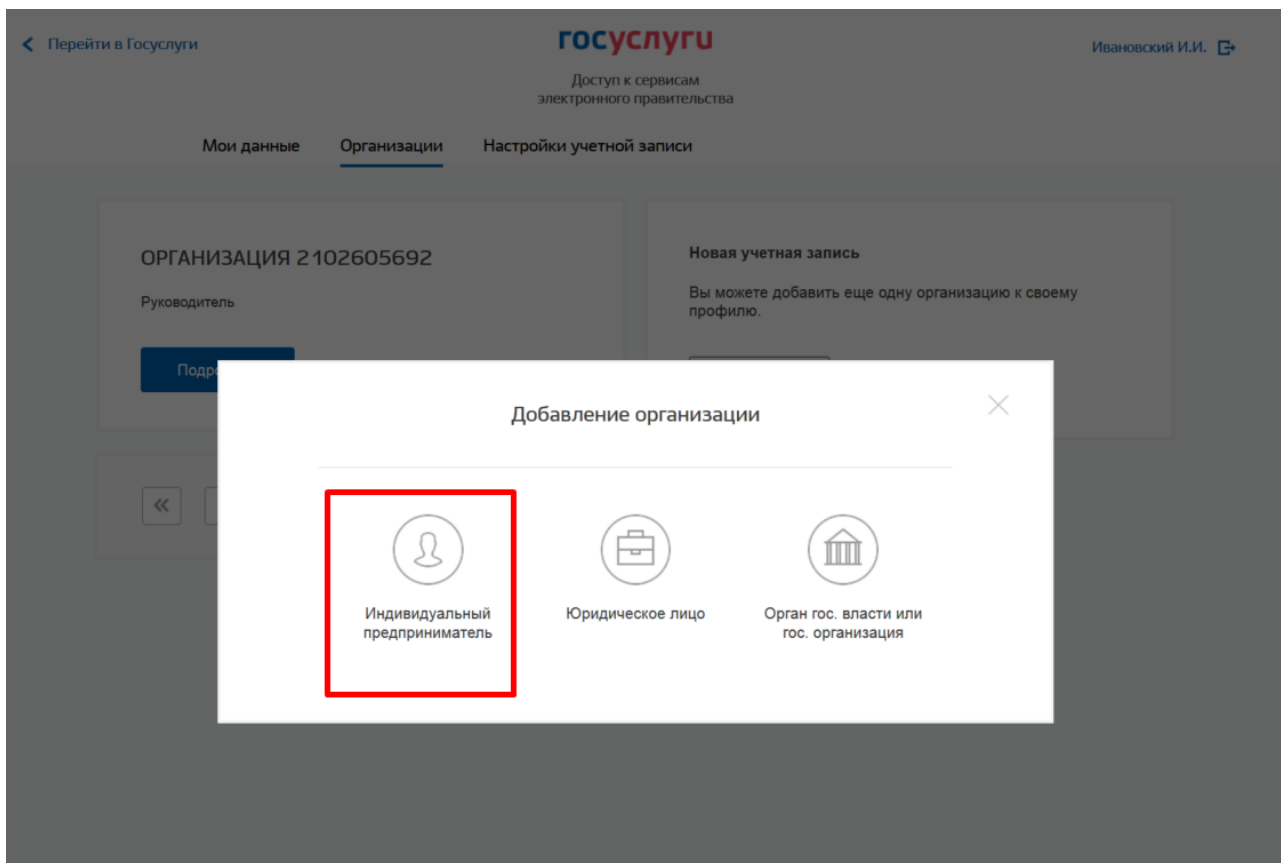 Перейти в Госуслуги
госуслуги
Ивановский И.И.
Доступ к сервисам
электронного правительства
Мои данные Организации Настройки учетной записи
ОРГАНИЗАЦИЯ 2102605692
Руководитель
Новая учетная запись
Вы можете добавить еще одну организацию к своему
профилю.
Добавление организации
Индивидуальный
предприниматель
Юридическое лицо
Орган гос. власти или
гос. организация